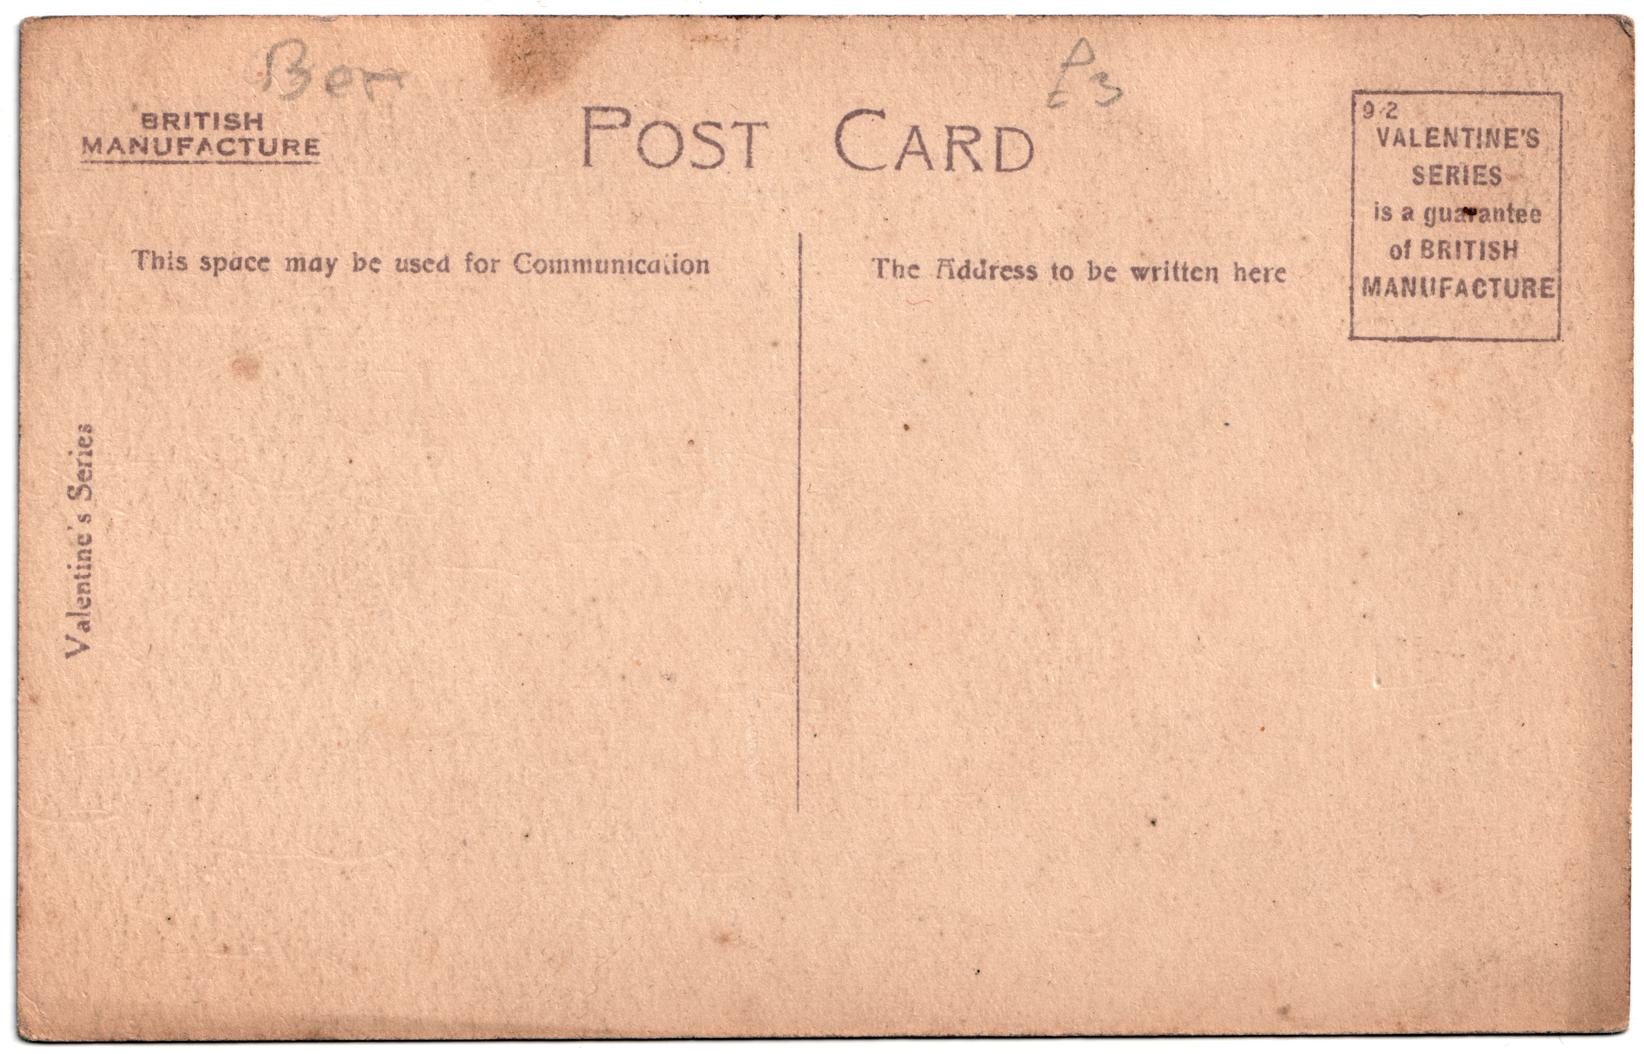 £3
BRITISH
MANUFACTURE
POST CARD
9-2
VALENTINE'S
SERIES
is a guarantee
of BRITISH
MANUFACTURE
This space may be used for Communication
The Address to be written here
Valentine's Series